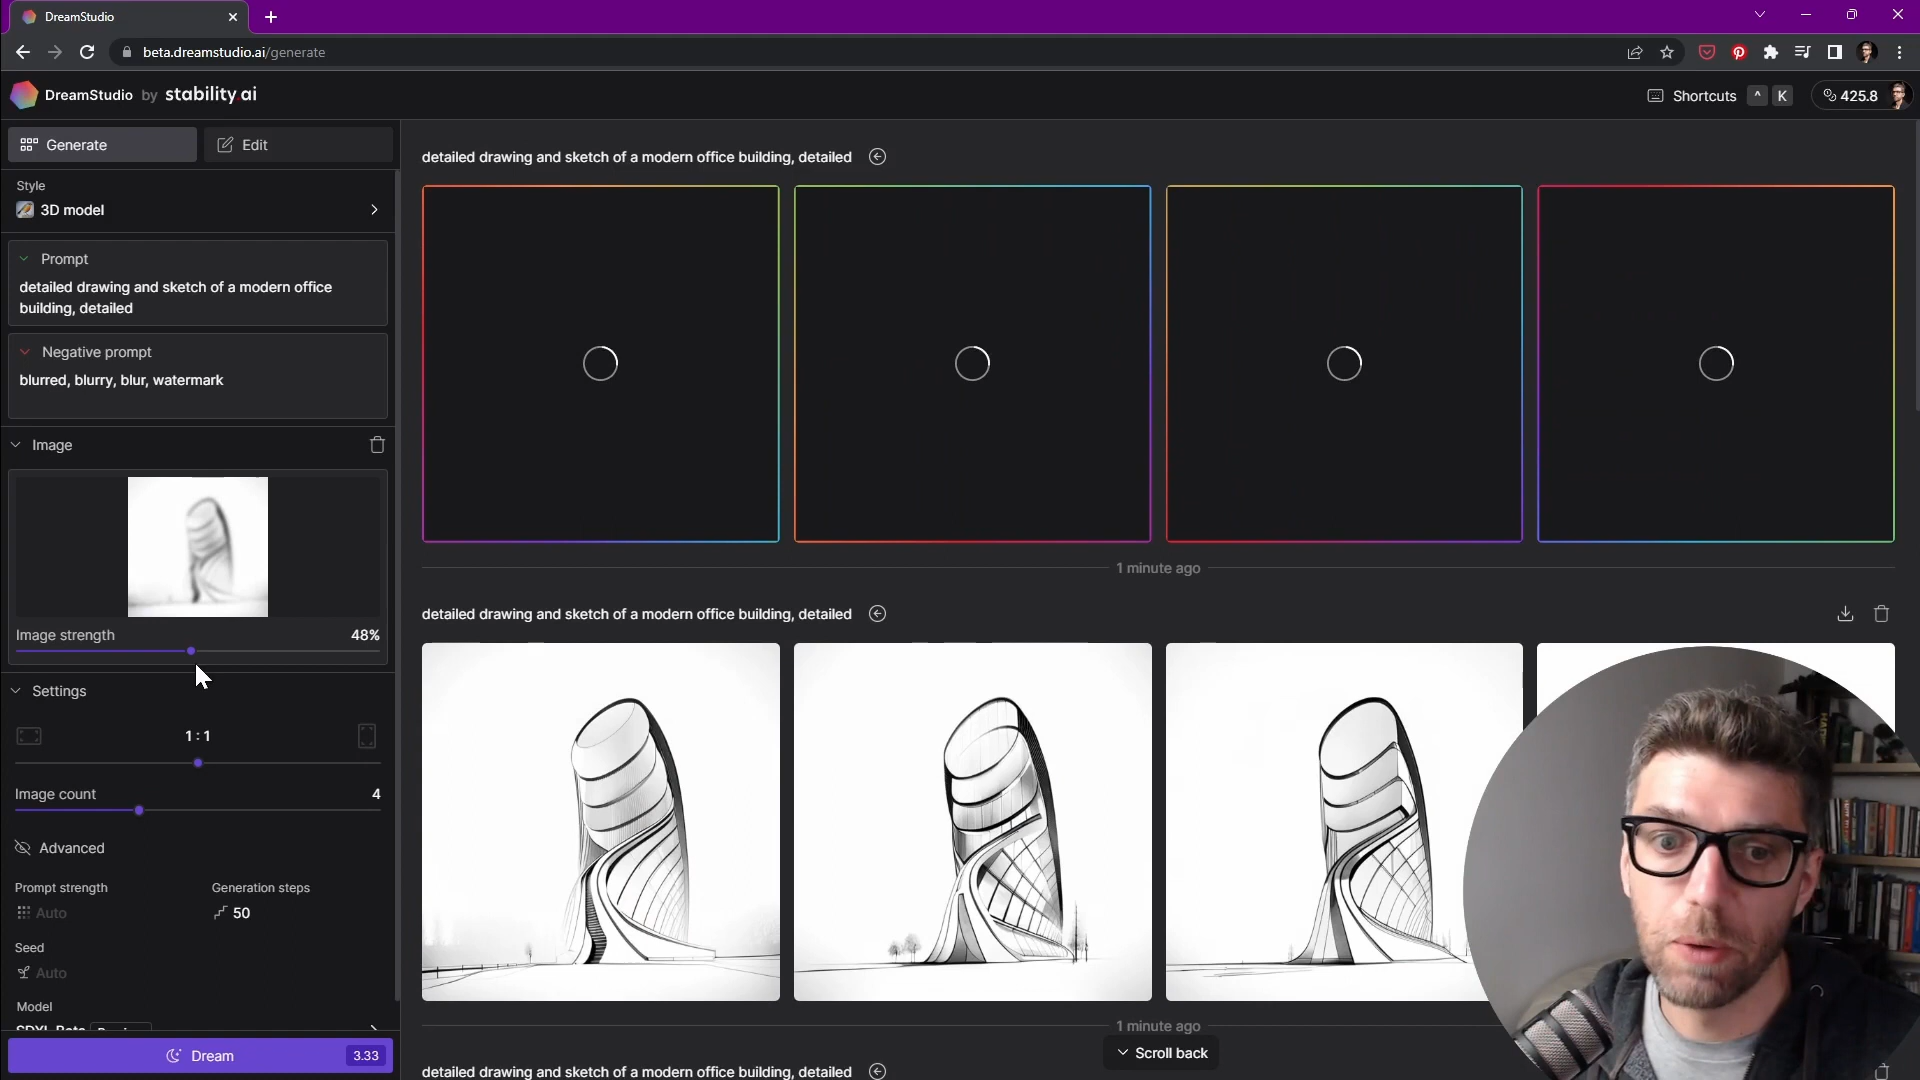 DreamStudio
beta.dreamstudio.ai/generate
DreamStudio by stability.ai
Shortcuts ^ K
425.8
Generate
Edit
Style
3D model
Prompt
detailed drawing and sketch of a modern office
building, detailed
Negative prompt
blurred, blurry, blur, watermark
Image
Image strength 48%
Settings
1 : 1
Image count 4
Advanced
Prompt strength Generation steps
Auto 50
Seed
Auto
Model
Dream 3.33
detailed drawing and sketch of a modern office building, detailed
1 minute ago
detailed drawing and sketch of a modern office building, detailed
1 minute ago
Scroll back
detailed drawing and sketch of a modern office building, detailed